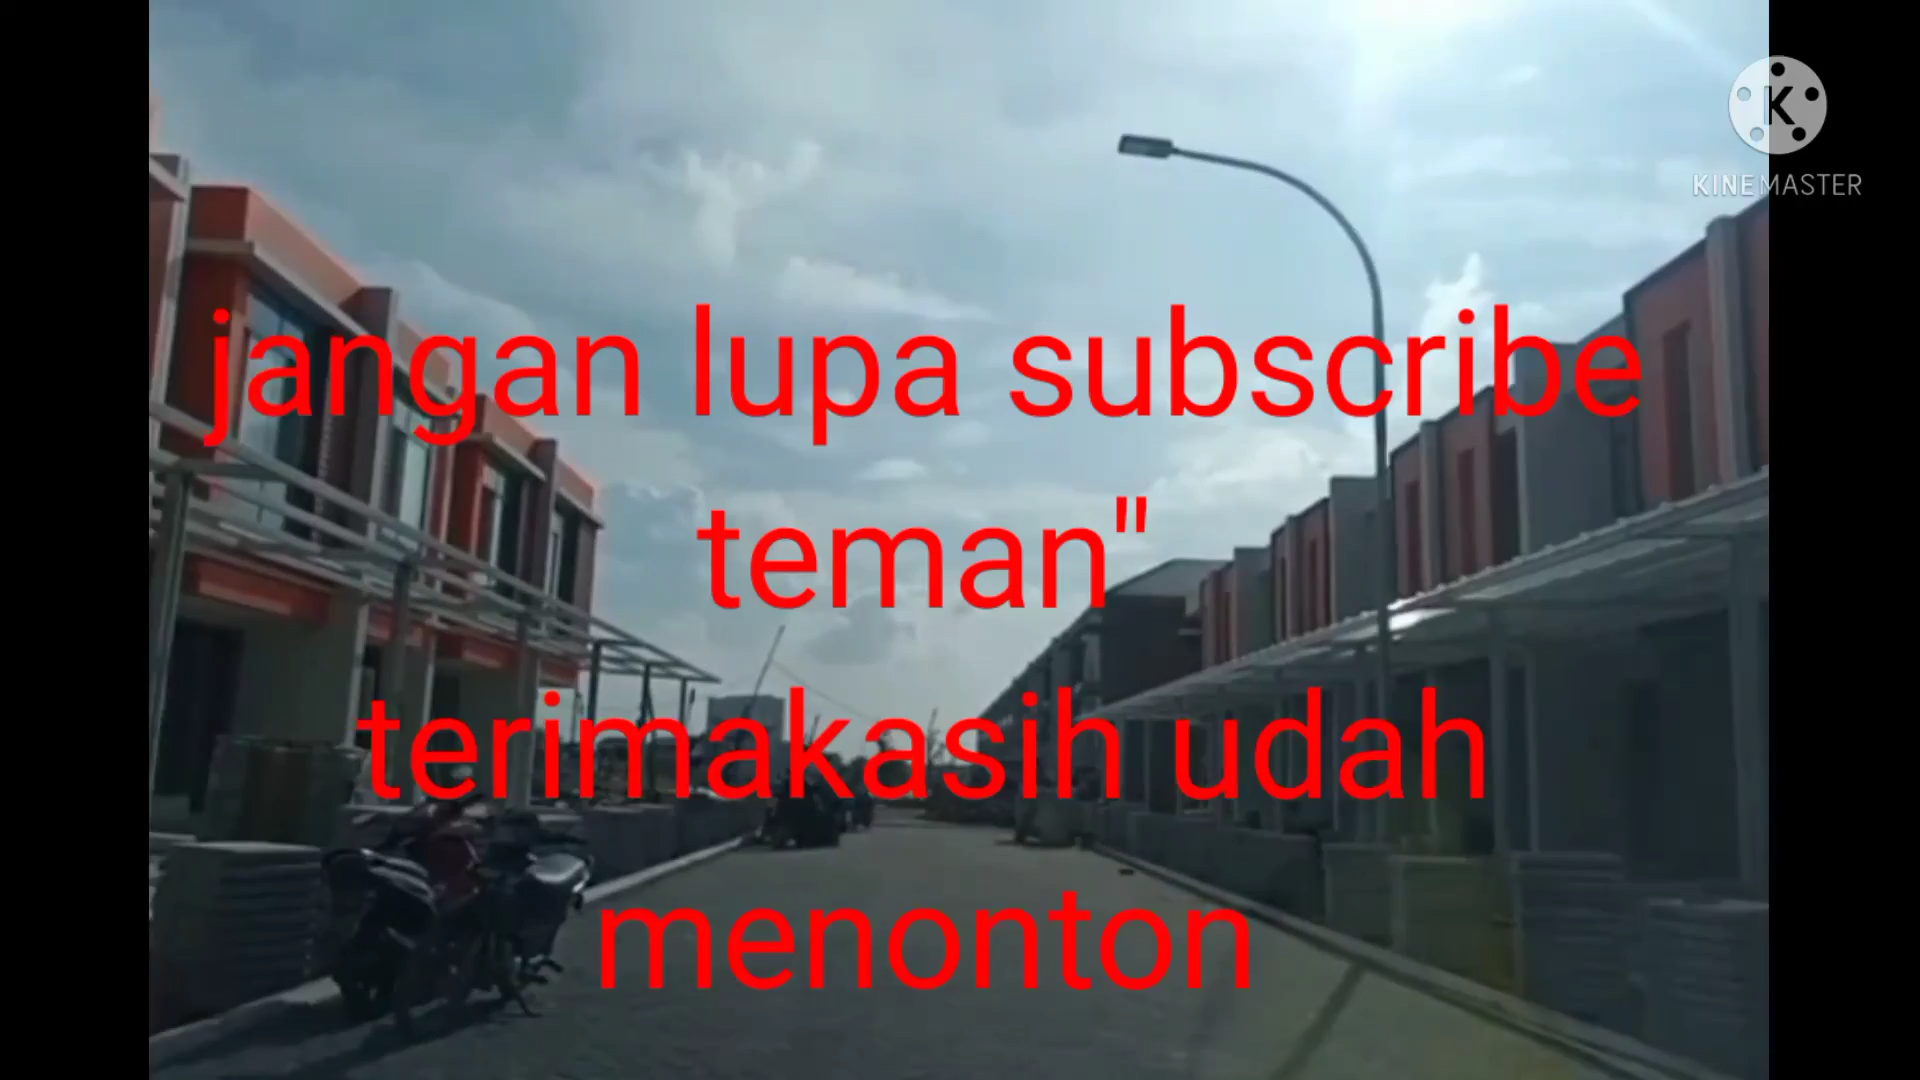 K
KINEMASTER
jangan lupa subscribe
teman"
terimakasih udah
menonton